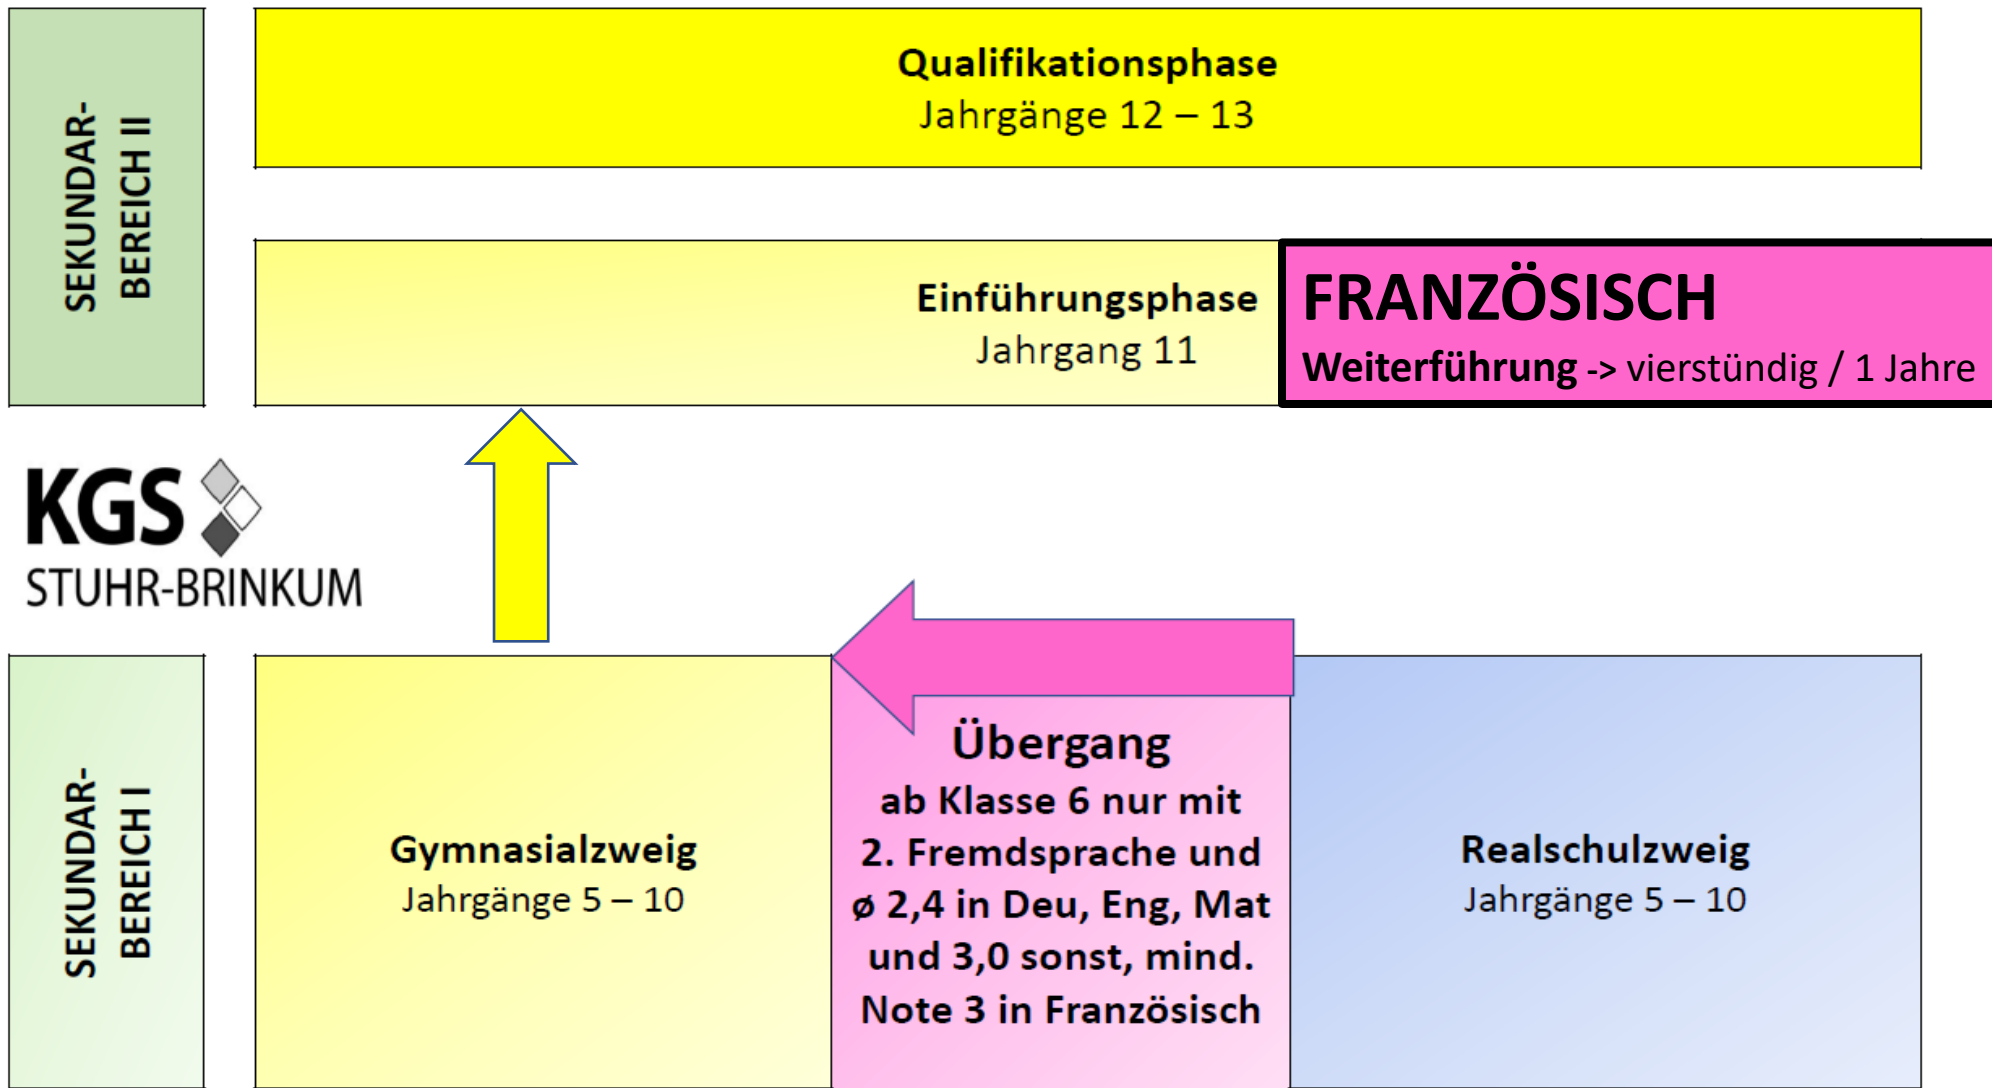 SEKUNDAR-
BEREICH II
Qualifikationsphase
Jahrgänge 12 – 13
Einführungsphase
Jahrgang 11
FRANZÖSISCH
Weiterführung -> vierstündig / 1 Jahre
KGS
STUHR-BRINKUM
SEKUNDAR-
BEREICH I
Gymnasialzweig
Jahrgänge 5 – 10
Übergang
ab Klasse 6 nur mit
2. Fremdsprache und
ø 2,4 in Deu, Eng, Mat
und 3,0 sonst, mind.
Note 3 in Französisch
Realschulzweig
Jahrgänge 5 – 10